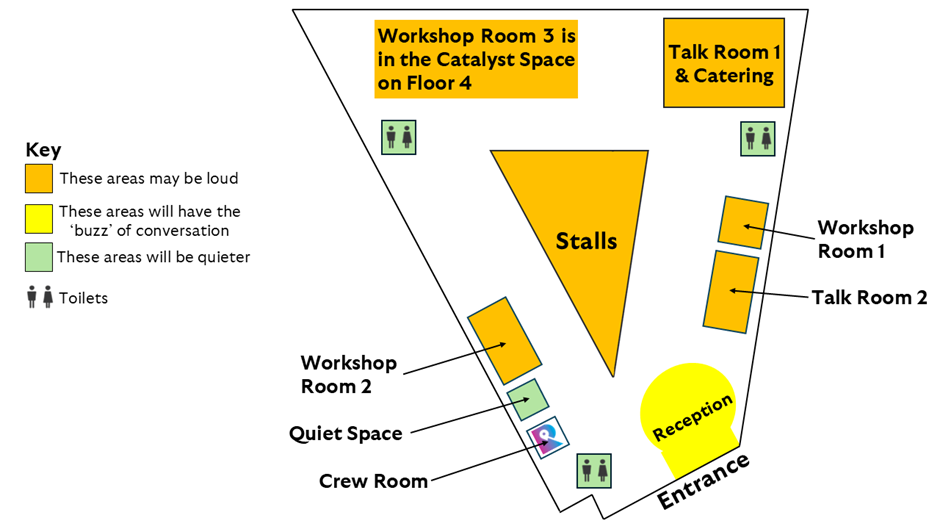 Workshop Room 3 is
in the Catalyst Space
on Floor 4
Talk Room 1
& Catering
Key
These areas may be loud
These areas will have the
‘buzz’ of conversation
These areas will be quieter
Toilets
Stalls
Workshop
Room 1
Talk Room 2
Workshop
Room 2
Quiet Space
Crew Room
Reception
Entrance